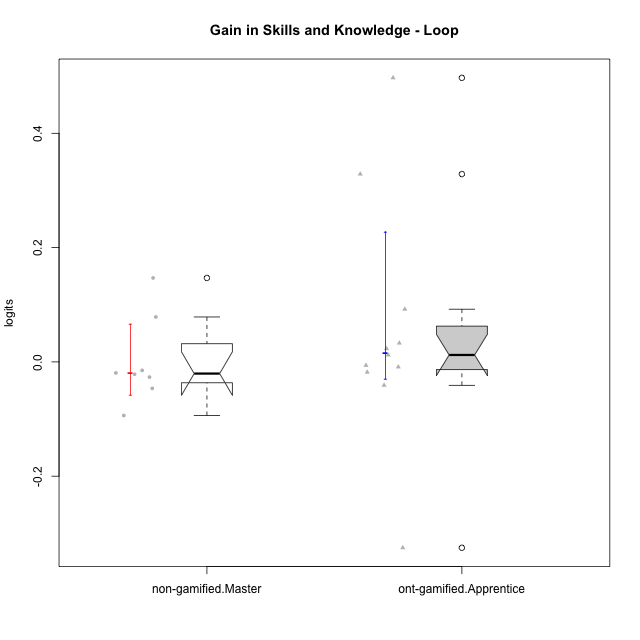 Gain in Skills and Knowledge - Loop
logits
0.4
0.2
0.0
-0.2
non-gamified.Master
ont-gamified.Apprentice